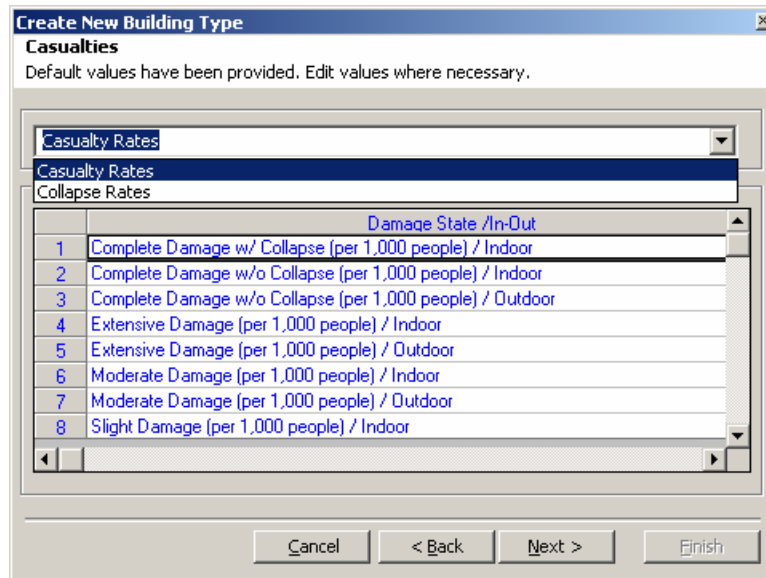 Create New Building Type
Casualties
Default values have been provided. Edit values where necessary.
Casualty Rates
Casualty Rates
Collapse Rates
Damage State /In-Out
1 Complete Damage w/ Collapse (per 1,000 people) / Indoor
2 Complete Damage w/o Collapse (per 1,000 people) / Indoor
3 Complete Damage w/o Collapse (per 1,000 people) / Outdoor
4 Extensive Damage (per 1,000 people) / Indoor
5 Extensive Damage (per 1,000 people) / Outdoor
6 Moderate Damage (per 1,000 people) / Indoor
7 Moderate Damage (per 1,000 people) / Outdoor
8 Slight Damage (per 1,000 people) / Indoor
Cancel < Back Next > Finish